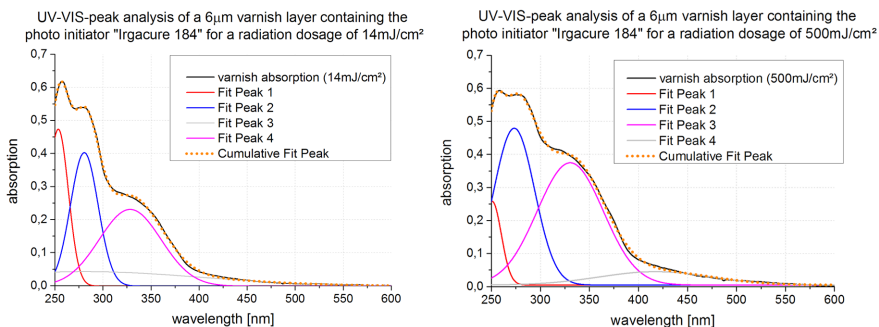 UV-VIS-peak analysis of a 6μm varnish layer containing the
photo initiator "Irgacure 184" for a radiation dosage of 14mJ/cm²
0,7
0,6
0,5
0,4
0,3
0,2
0,1
0,0
absorption
varnish absorption (14mJ/cm²)
Fit Peak 1
Fit Peak 2
Fit Peak 3
Fit Peak 4
Cumulative Fit Peak
250 300 350 400 450 500 550 600
wavelength [nm]
UV-VIS-peak analysis of a 6μm varnish layer containing the
photo initiator "Irgacure 184" for a radiation dosage of 500mJ/cm²
0,7
0,6
0,5
0,4
0,3
0,2
0,1
0,0
absorption
varnish absorption (500mJ/cm²)
Fit Peak 1
Fit Peak 2
Fit Peak 3
Fit Peak 4
Cumulative Fit Peak
250 300 350 400 450 500 550 600
wavelength [nm]